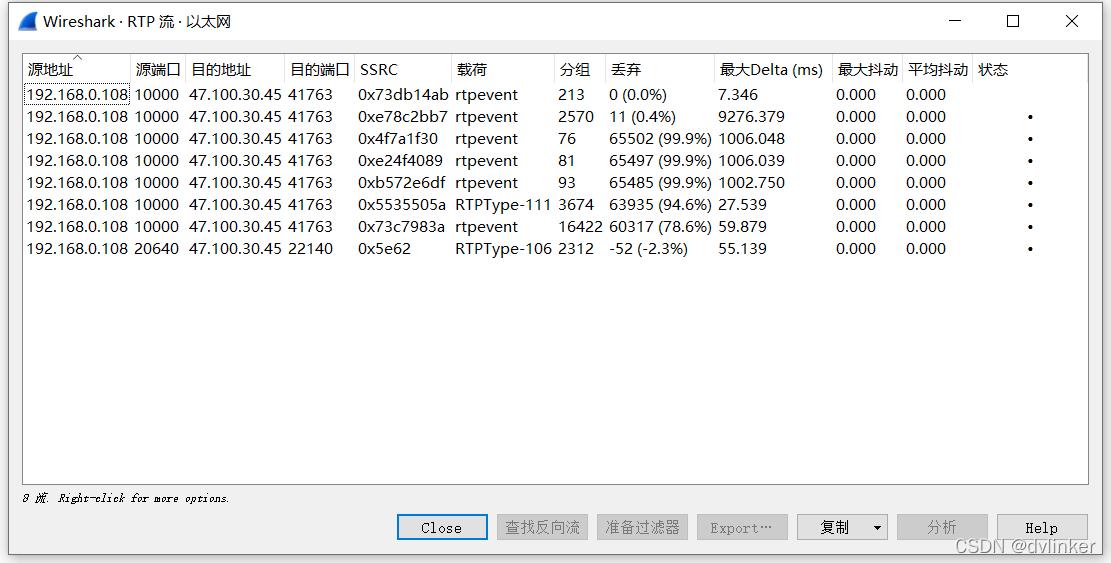 Wireshark · RTP 流 · 以太网
源地址 源端口 目的地址 目的端口 SSRC 载荷 分组 丢弃 最大Delta (ms) 最大抖动 平均抖动 状态
192.168.0.108 10000 47.100.30.45 41763 0x73db14ab rtpevent 213 0 (0.0%) 7.346 0.000 0.000
192.168.0.108 10000 47.100.30.45 41763 0xe78c2bb7 rtpevent 2570 11 (0.4%) 9276.379 0.000 0.000 •
192.168.0.108 10000 47.100.30.45 41763 0x4f7a1f30 rtpevent 76 65502 (99.9%) 1006.048 0.000 0.000 •
192.168.0.108 10000 47.100.30.45 41763 0xe24f4089 rtpevent 81 65497 (99.9%) 1006.039 0.000 0.000 •
192.168.0.108 10000 47.100.30.45 41763 0xb572e6df rtpevent 93 65485 (99.9%) 1002.750 0.000 0.000 •
192.168.0.108 10000 47.100.30.45 41763 0x5535505a RTPType-111 3674 63935 (94.6%) 27.539 0.000 0.000 •
192.168.0.108 10000 47.100.30.45 41763 0x73c7983a rtpevent 16422 60317 (78.6%) 59.879 0.000 0.000 •
192.168.0.108 20640 47.100.30.45 22140 0x5e62 RTPType-106 2312 -52 (-2.3%) 55.139 0.000 0.000 •
8 流. Right-click for more options.
Close 查找反向流 准备过滤器 Export… 复制 分析 Help
CSDN @dvlinker